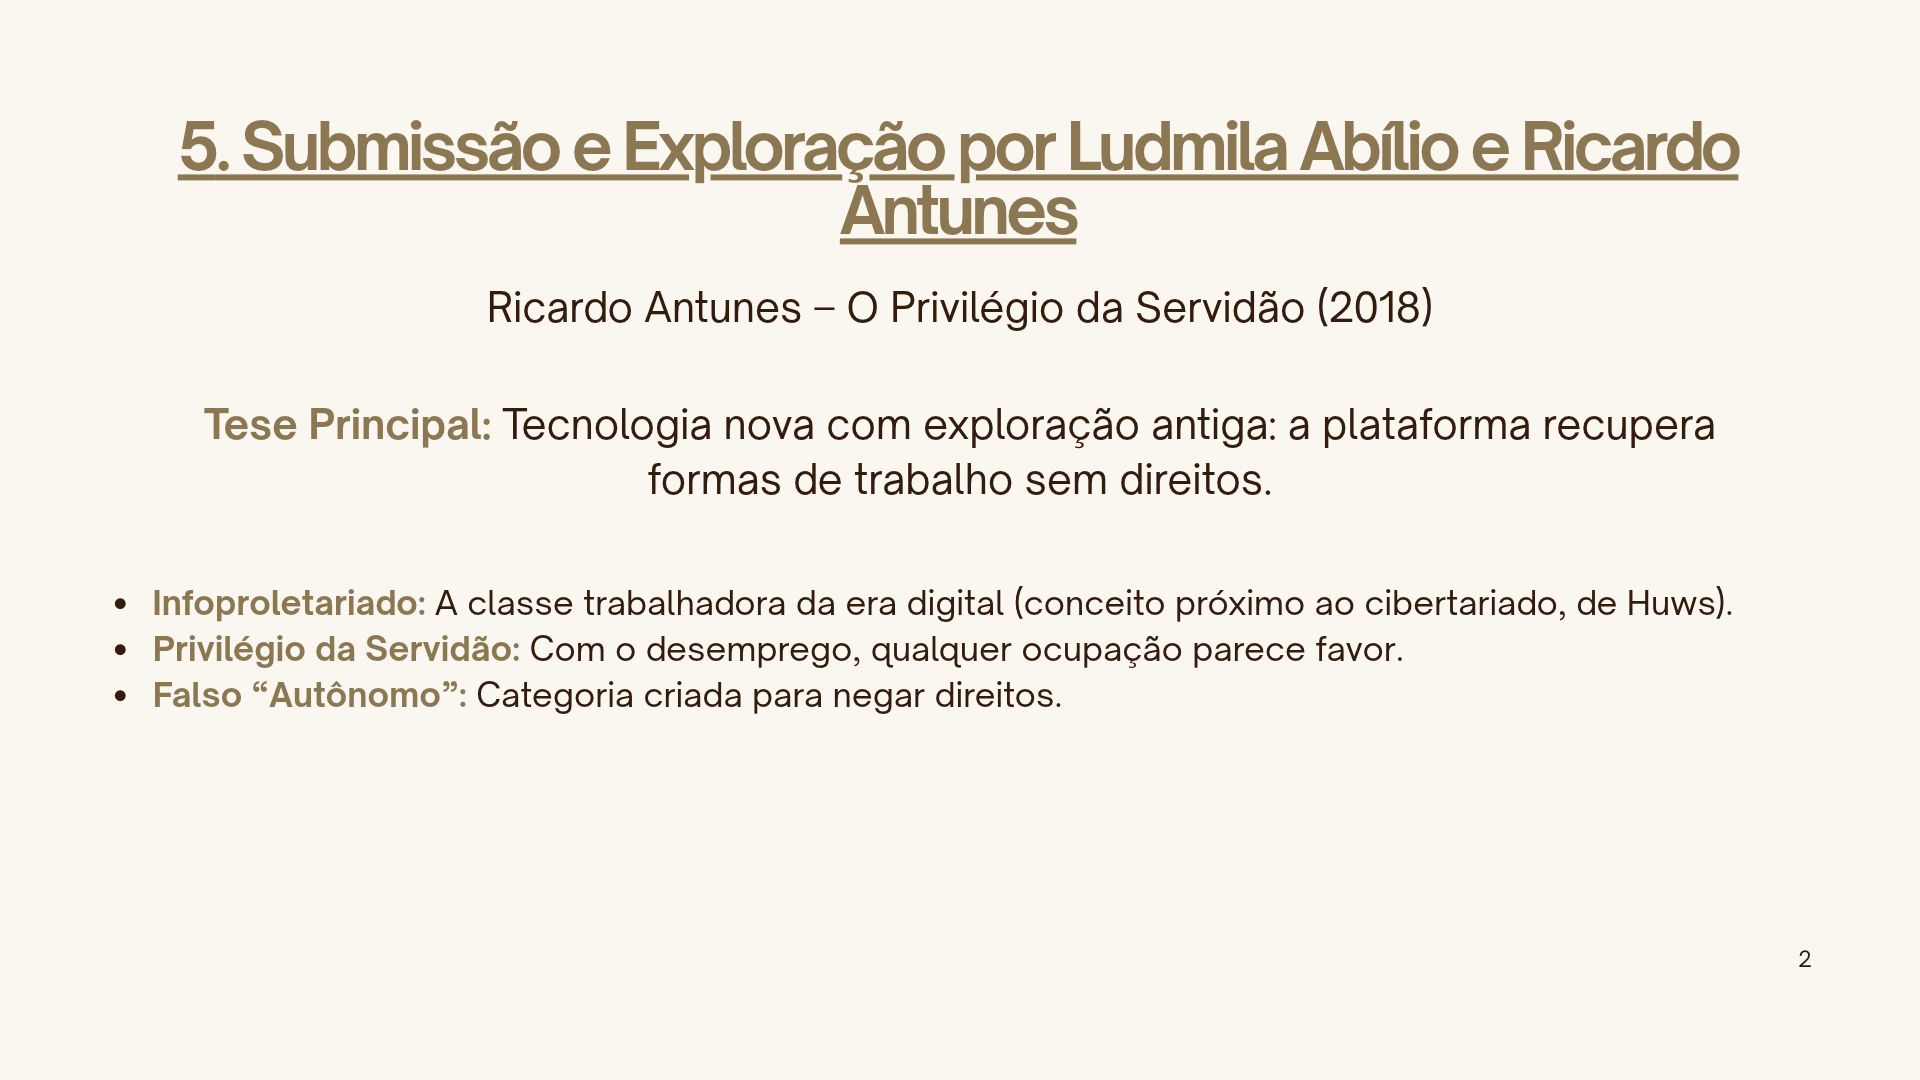 5. Submissão e Exploração por Ludmila Abílio e Ricardo
Antunes
Ricardo Antunes – O Privilégio da Servidão (2018)
Tese Principal: Tecnologia nova com exploração antiga: a plataforma recupera
formas de trabalho sem direitos.
• Infoproletariado: A classe trabalhadora da era digital (conceito próximo ao cibertariado, de Huws).
• Privilégio da Servidão: Com o desemprego, qualquer ocupação parece favor.
• Falso “Autônomo”: Categoria criada para negar direitos.
2